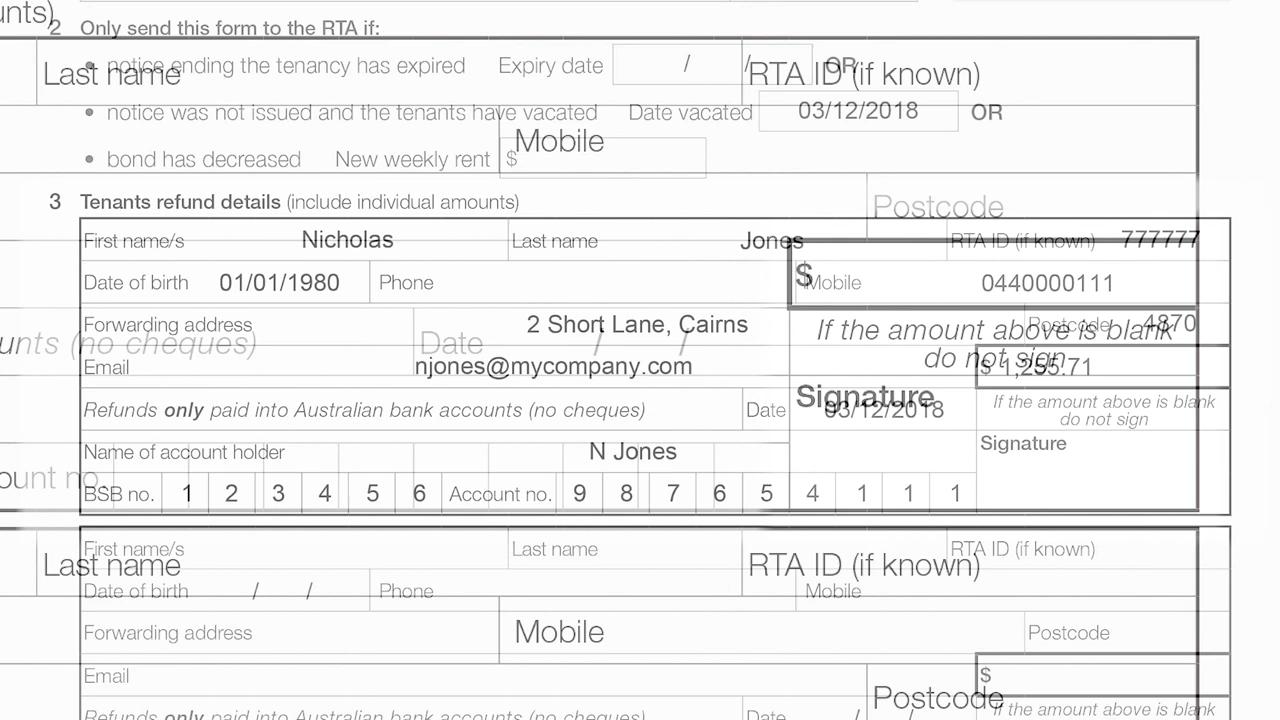 unts)
2 Only send this form to the RTA if:
Last name RTA ID (if known)
• notice ending the tenancy has expired Expiry date / / OR
• notice was not issued and the tenants have vacated Date vacated 03/12/2018 OR
Mobile
• bond has decreased New weekly rent $
3 Tenants refund details (include individual amounts)
Postcode
First name/s Nicholas Last name Jones RTA ID (if known) 777777
$
Date of birth 01/01/1980 Phone Mobile 0440000111
Forwarding address 2 Short Lane, Cairns Postcode 4870
unts (no cheques) Date / /
If the amount above is blank
do not sign
Email njones@mycompany.com $ 1,255.71
Signature
Refunds only paid into Australian bank accounts (no cheques) Date 03/12/2018
If the amount above is blank
do not sign
Signature
Name of account holder N Jones
ount no.
BSB no. 1 2 3 4 5 6 Account no. 9 8 7 6 5 4 1 1 1
First name/s Last name RTA ID (if known)
Last name RTA ID (if known)
Date of birth / / Phone Mobile
Forwarding address Postcode
Mobile
Email $
Postcode
Refunds only paid into Australian bank accounts (no cheques) Date / /
If the amount above is blank